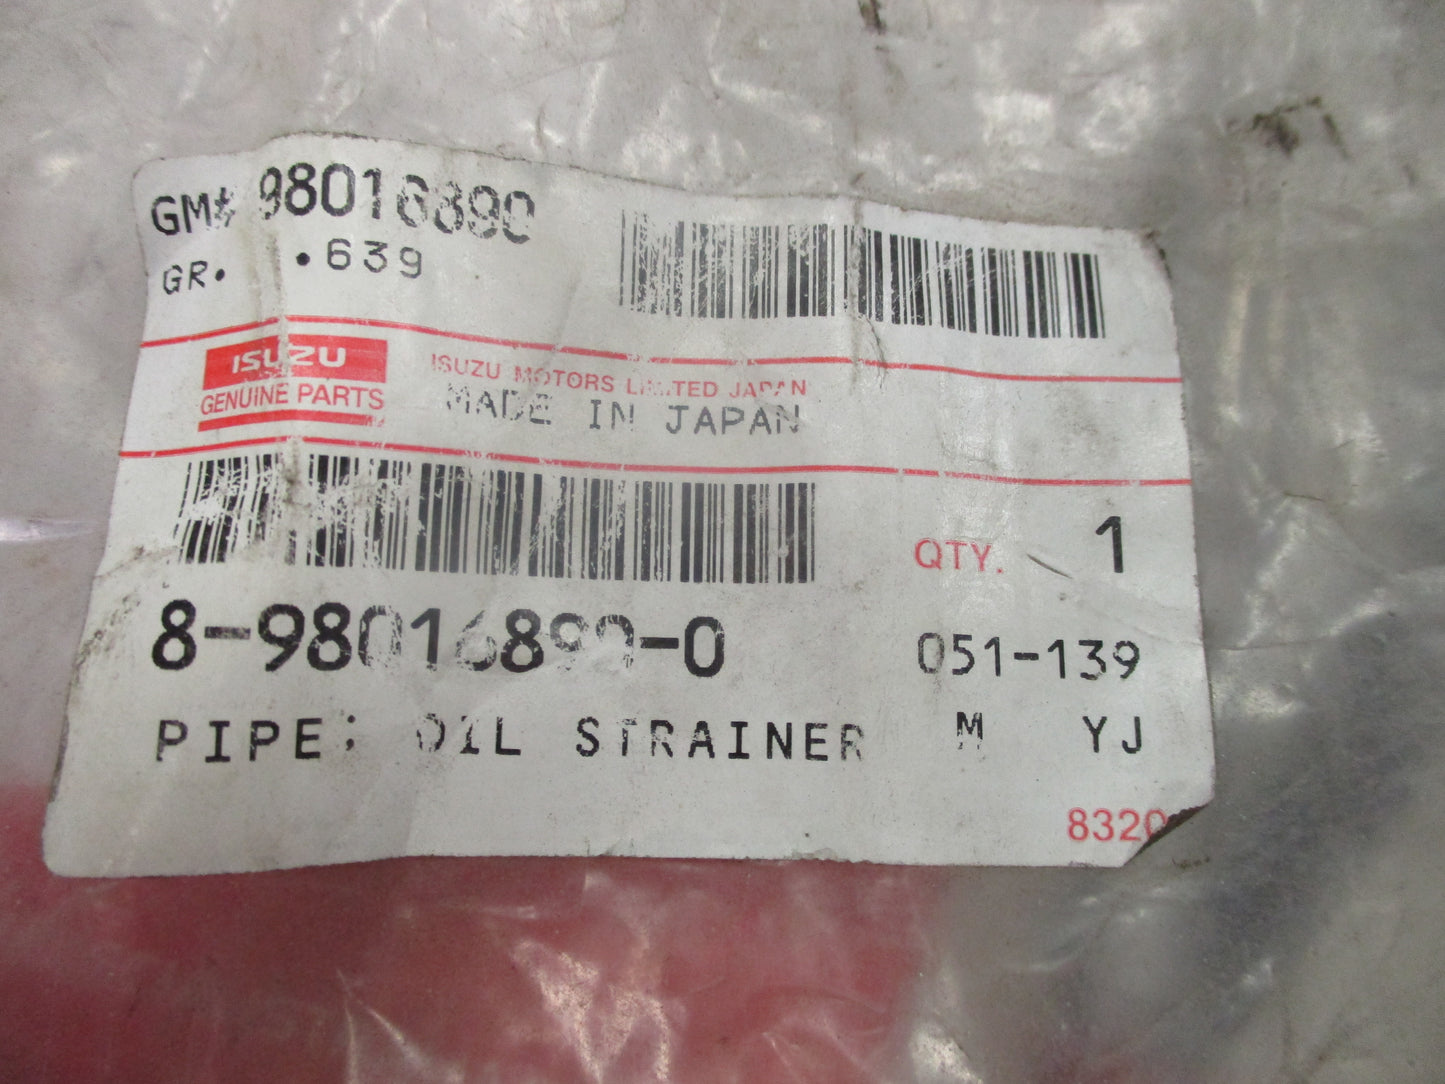 GM# 98016890
GR. .639
ISUZU
GENUINE PARTS
ISUZU MOTORS LIMITED JAPAN
MADE IN JAPAN
QTY. 1
8-98016890-0
051-139
PIPE; OIL STRAINER M YJ